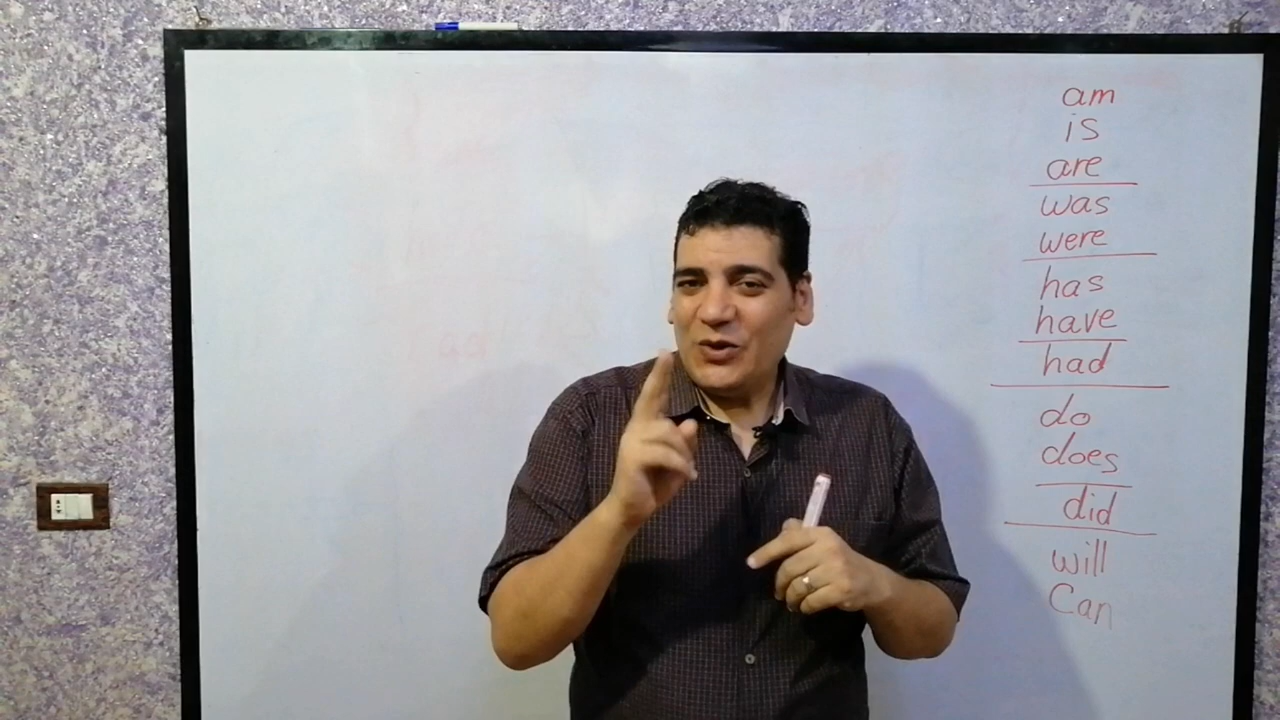 am
is
are
was
were
has
have
had
do
does
did
will
Can